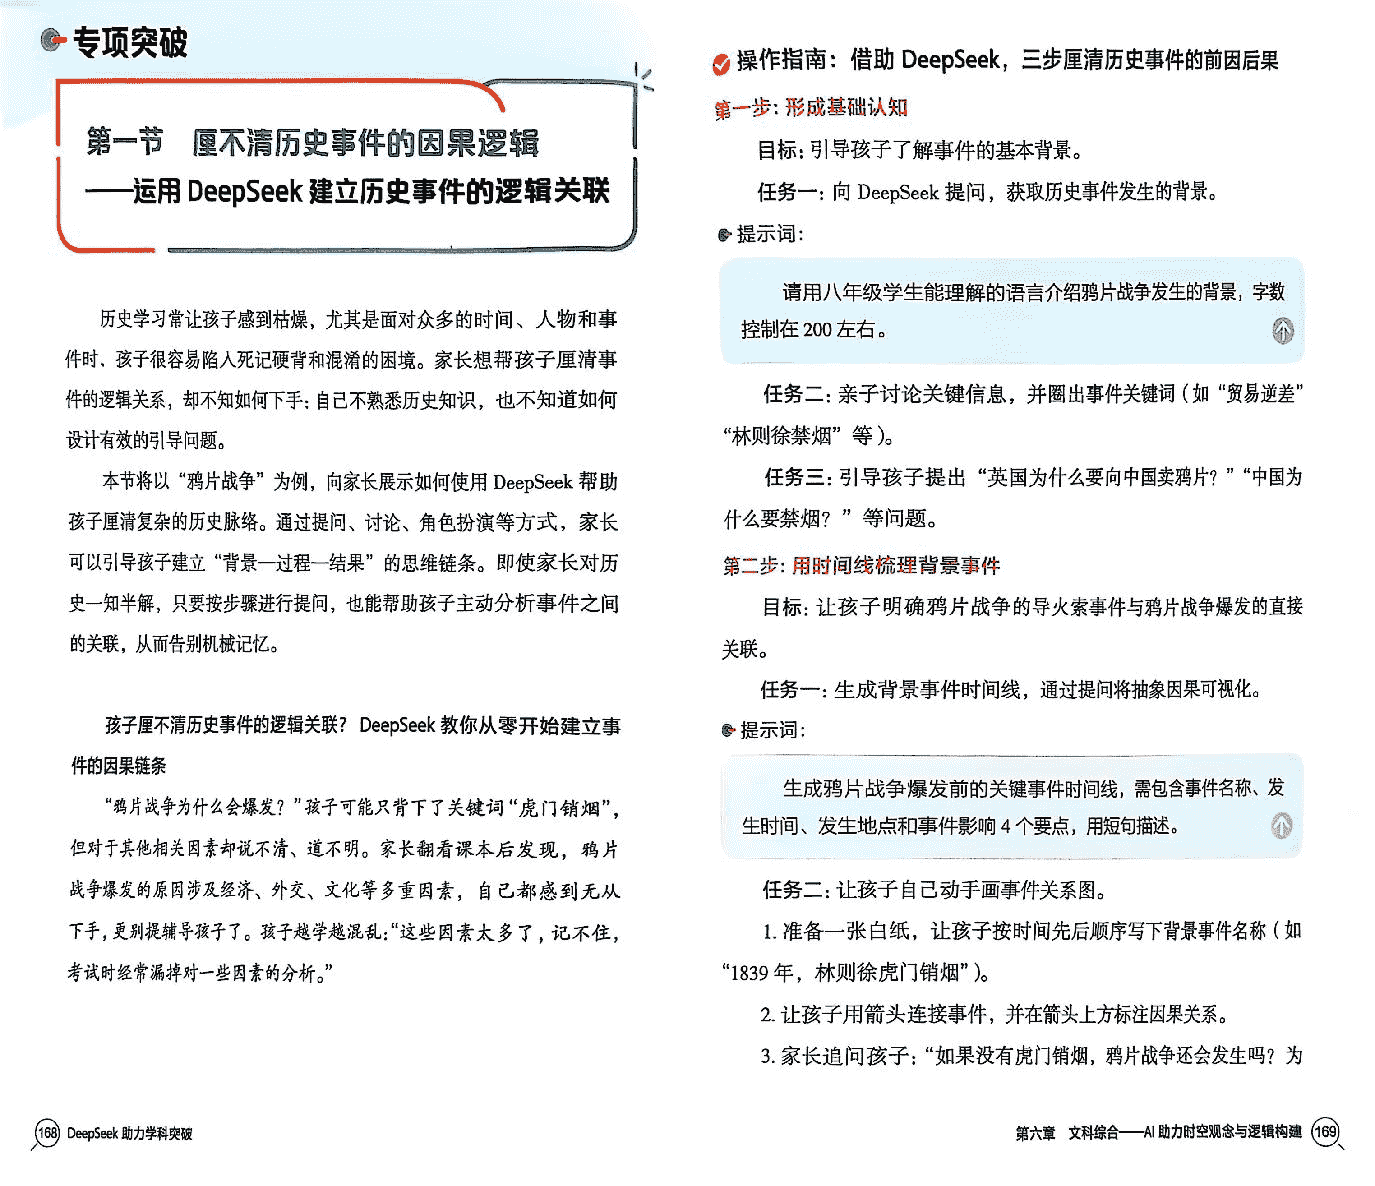 专项突破
第一节 厘不清历史事件的因果逻辑
——运用 DeepSeek 建立历史事件的逻辑关联
历史学习常让孩子感到枯燥，尤其是面对众多的时间、人物和事
件时，孩子很容易陷入死记硬背和混淆的困境。家长想帮孩子厘清事
件的逻辑关系，却不知如何下手：自己不熟悉历史知识，也不知道如何
设计有效的引导问题。
本节将以“鸦片战争”为例，向家长展示如何使用 DeepSeek 帮助
孩子厘清复杂的历史脉络。通过提问、讨论、角色扮演等方式，家长
可以引导孩子建立“背景—过程—结果”的思维链条。即使家长对历
史一知半解，只要按步骤进行提问，也能帮助孩子主动分析事件之间
的关联，从而告别机械记忆。
孩子厘不清历史事件的逻辑关联？DeepSeek 教你从零开始建立事
件的因果链条
“鸦片战争为什么会爆发？”孩子可能只背下了关键词“虎门销烟”，
但对于其他相关因素却说不清、道不明。家长翻看课本后发现，鸦片
战争爆发的原因涉及经济、外交、文化等多重因素，自己都感到无从
下手，更别提辅导孩子了。孩子越学越混乱：“这些因素太多了，记不住，
考试时经常漏掉对一些因素的分析。”
168 DeepSeek 助力学科突破
操作指南：借助 DeepSeek，三步厘清历史事件的前因后果
第一步：形成基础认知
目标：引导孩子了解事件的基本背景。
任务一：向 DeepSeek 提问，获取历史事件发生的背景。
提示词：
请用八年级学生能理解的语言介绍鸦片战争发生的背景，字数
控制在 200 左右。
任务二：亲子讨论关键信息，并圈出事件关键词（如“贸易逆差”
“林则徐禁烟”等）。
任务三：引导孩子提出“英国为什么要向中国卖鸦片？”“中国为
什么要禁烟？”等问题。
第二步：用时间线梳理背景事件
目标：让孩子明确鸦片战争的导火索事件与鸦片战争爆发的直接
关联。
任务一：生成背景事件时间线，通过提问将抽象因果可视化。
提示词：
生成鸦片战争爆发前的关键事件时间线，需包含事件名称、发
生时间、发生地点和事件影响 4 个要点，用短句描述。
任务二：让孩子自己动手画事件关系图。
1. 准备一张白纸，让孩子按时间先后顺序写下背景事件名称（如
“1839 年，林则徐虎门销烟”）。
2. 让孩子用箭头连接事件，并在箭头上方标注因果关系。
3. 家长追问孩子：“如果没有虎门销烟，鸦片战争还会发生吗？为
第六章 文科综合——AI 助力时空观念与逻辑构建 169